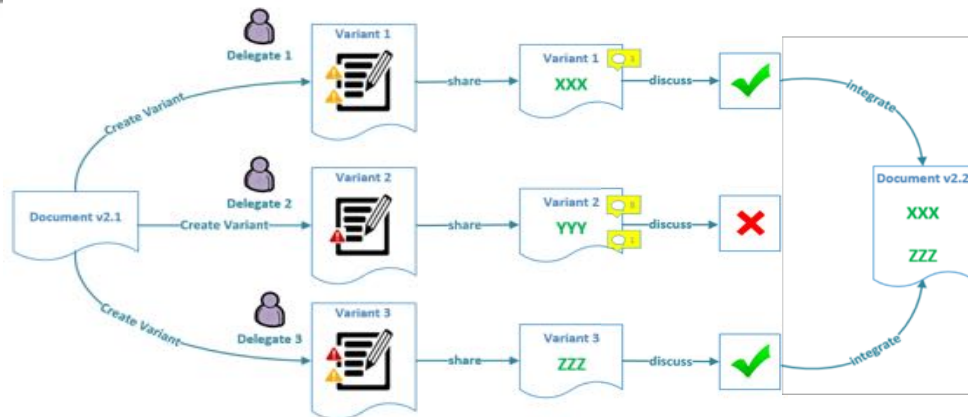 Delegate 1
Create Variant
Variant 1
share
Variant 1
XXX
discuss
integrate
Document v2.1
Delegate 2
Create Variant
Variant 2
share
Variant 2
YYY
discuss
Document v2.2
XXX
ZZZ
Delegate 3
Create Variant
Variant 3
share
Variant 3
ZZZ
discuss
integrate